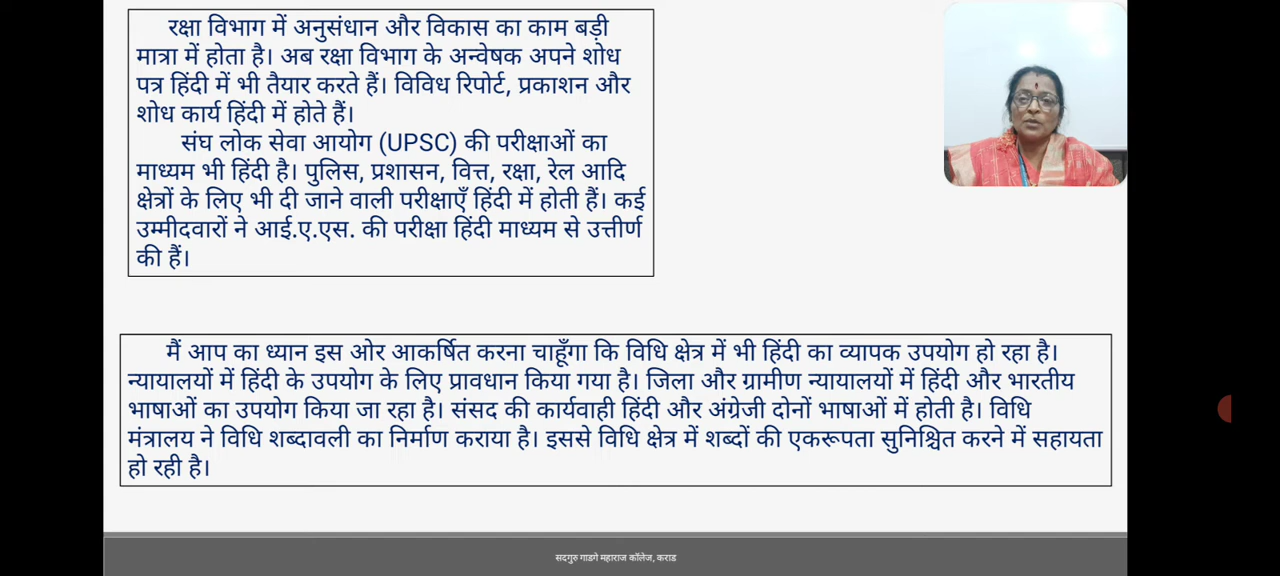 रक्षा विभाग में अनुसंधान और विकास का काम बड़ी
मात्रा में होता है। अब रक्षा विभाग के अन्वेषक अपने शोध
पत्र हिंदी में भी तैयार करते हैं। विविध रिपोर्ट, प्रकाशन और
शोध कार्य हिंदी में होते हैं।
संघ लोक सेवा आयोग (UPSC) की परीक्षाओं का
माध्यम भी हिंदी है। पुलिस, प्रशासन, वित्त, रक्षा, रेल आदि
क्षेत्रों के लिए भी दी जाने वाली परीक्षाएँ हिंदी में होती हैं। कई
उम्मीदवारों ने आई.ए.एस. की परीक्षा हिंदी माध्यम से उत्तीर्ण
की हैं।
मैं आप का ध्यान इस ओर आकर्षित करना चाहूँगा कि विधि क्षेत्र में भी हिंदी का व्यापक उपयोग हो रहा है।
न्यायालयों में हिंदी के उपयोग के लिए प्रावधान किया गया है। जिला और ग्रामीण न्यायालयों में हिंदी और भारतीय
भाषाओं का उपयोग किया जा रहा है। संसद की कार्यवाही हिंदी और अंग्रेजी दोनों भाषाओं में होती है। विधि
मंत्रालय ने विधि शब्दावली का निर्माण कराया है। इससे विधि क्षेत्र में शब्दों की एकरूपता सुनिश्चित करने में सहायता
हो रही है।
सदगुरु गाडगे महाराज कॉलेज, कराड